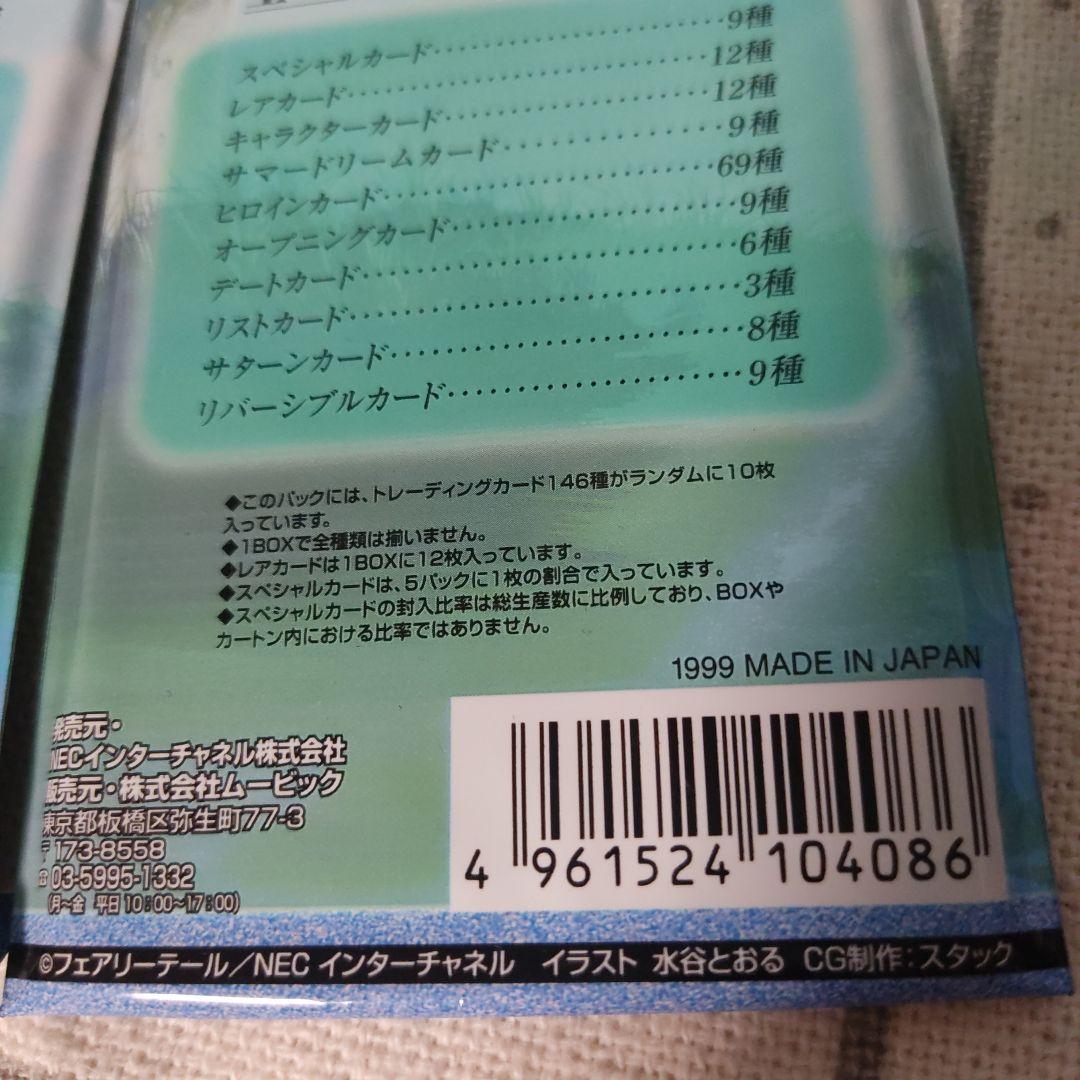 スペシャルカード……………………9種
レアカード……………………12種
キャラクターカード……………………12種
サマードリームカード……………………9種
ヒロインカード……………………69種
オープニングカード……………………9種
デートカード……………………6種
リストカード……………………3種
サターンカード……………………8種
リバーシブルカード……………………9種
◆このパックには、トレーディングカード146種がランダムに10枚
入っています。
◆1BOXで全種類は揃いません。
◆レアカードは1BOXに12枚入っています。
◆スペシャルカードは、5パックに1枚の割合で入っています。
◆スペシャルカードの封入比率は総生産数に比例しており、BOXや
カートン内における比率ではありません。
1999 MADE IN JAPAN
発売元・
NECインターチャネル株式会社
販売元・株式会社ムービック
東京都板橋区弥生町77-3
〒173-8558
☎03-5995-1332
(月~金 平日10:00~17:00)
4 961524 104086
©フェアリーテール/NEC インターチャネル イラスト 水谷とおる CG制作:スタック